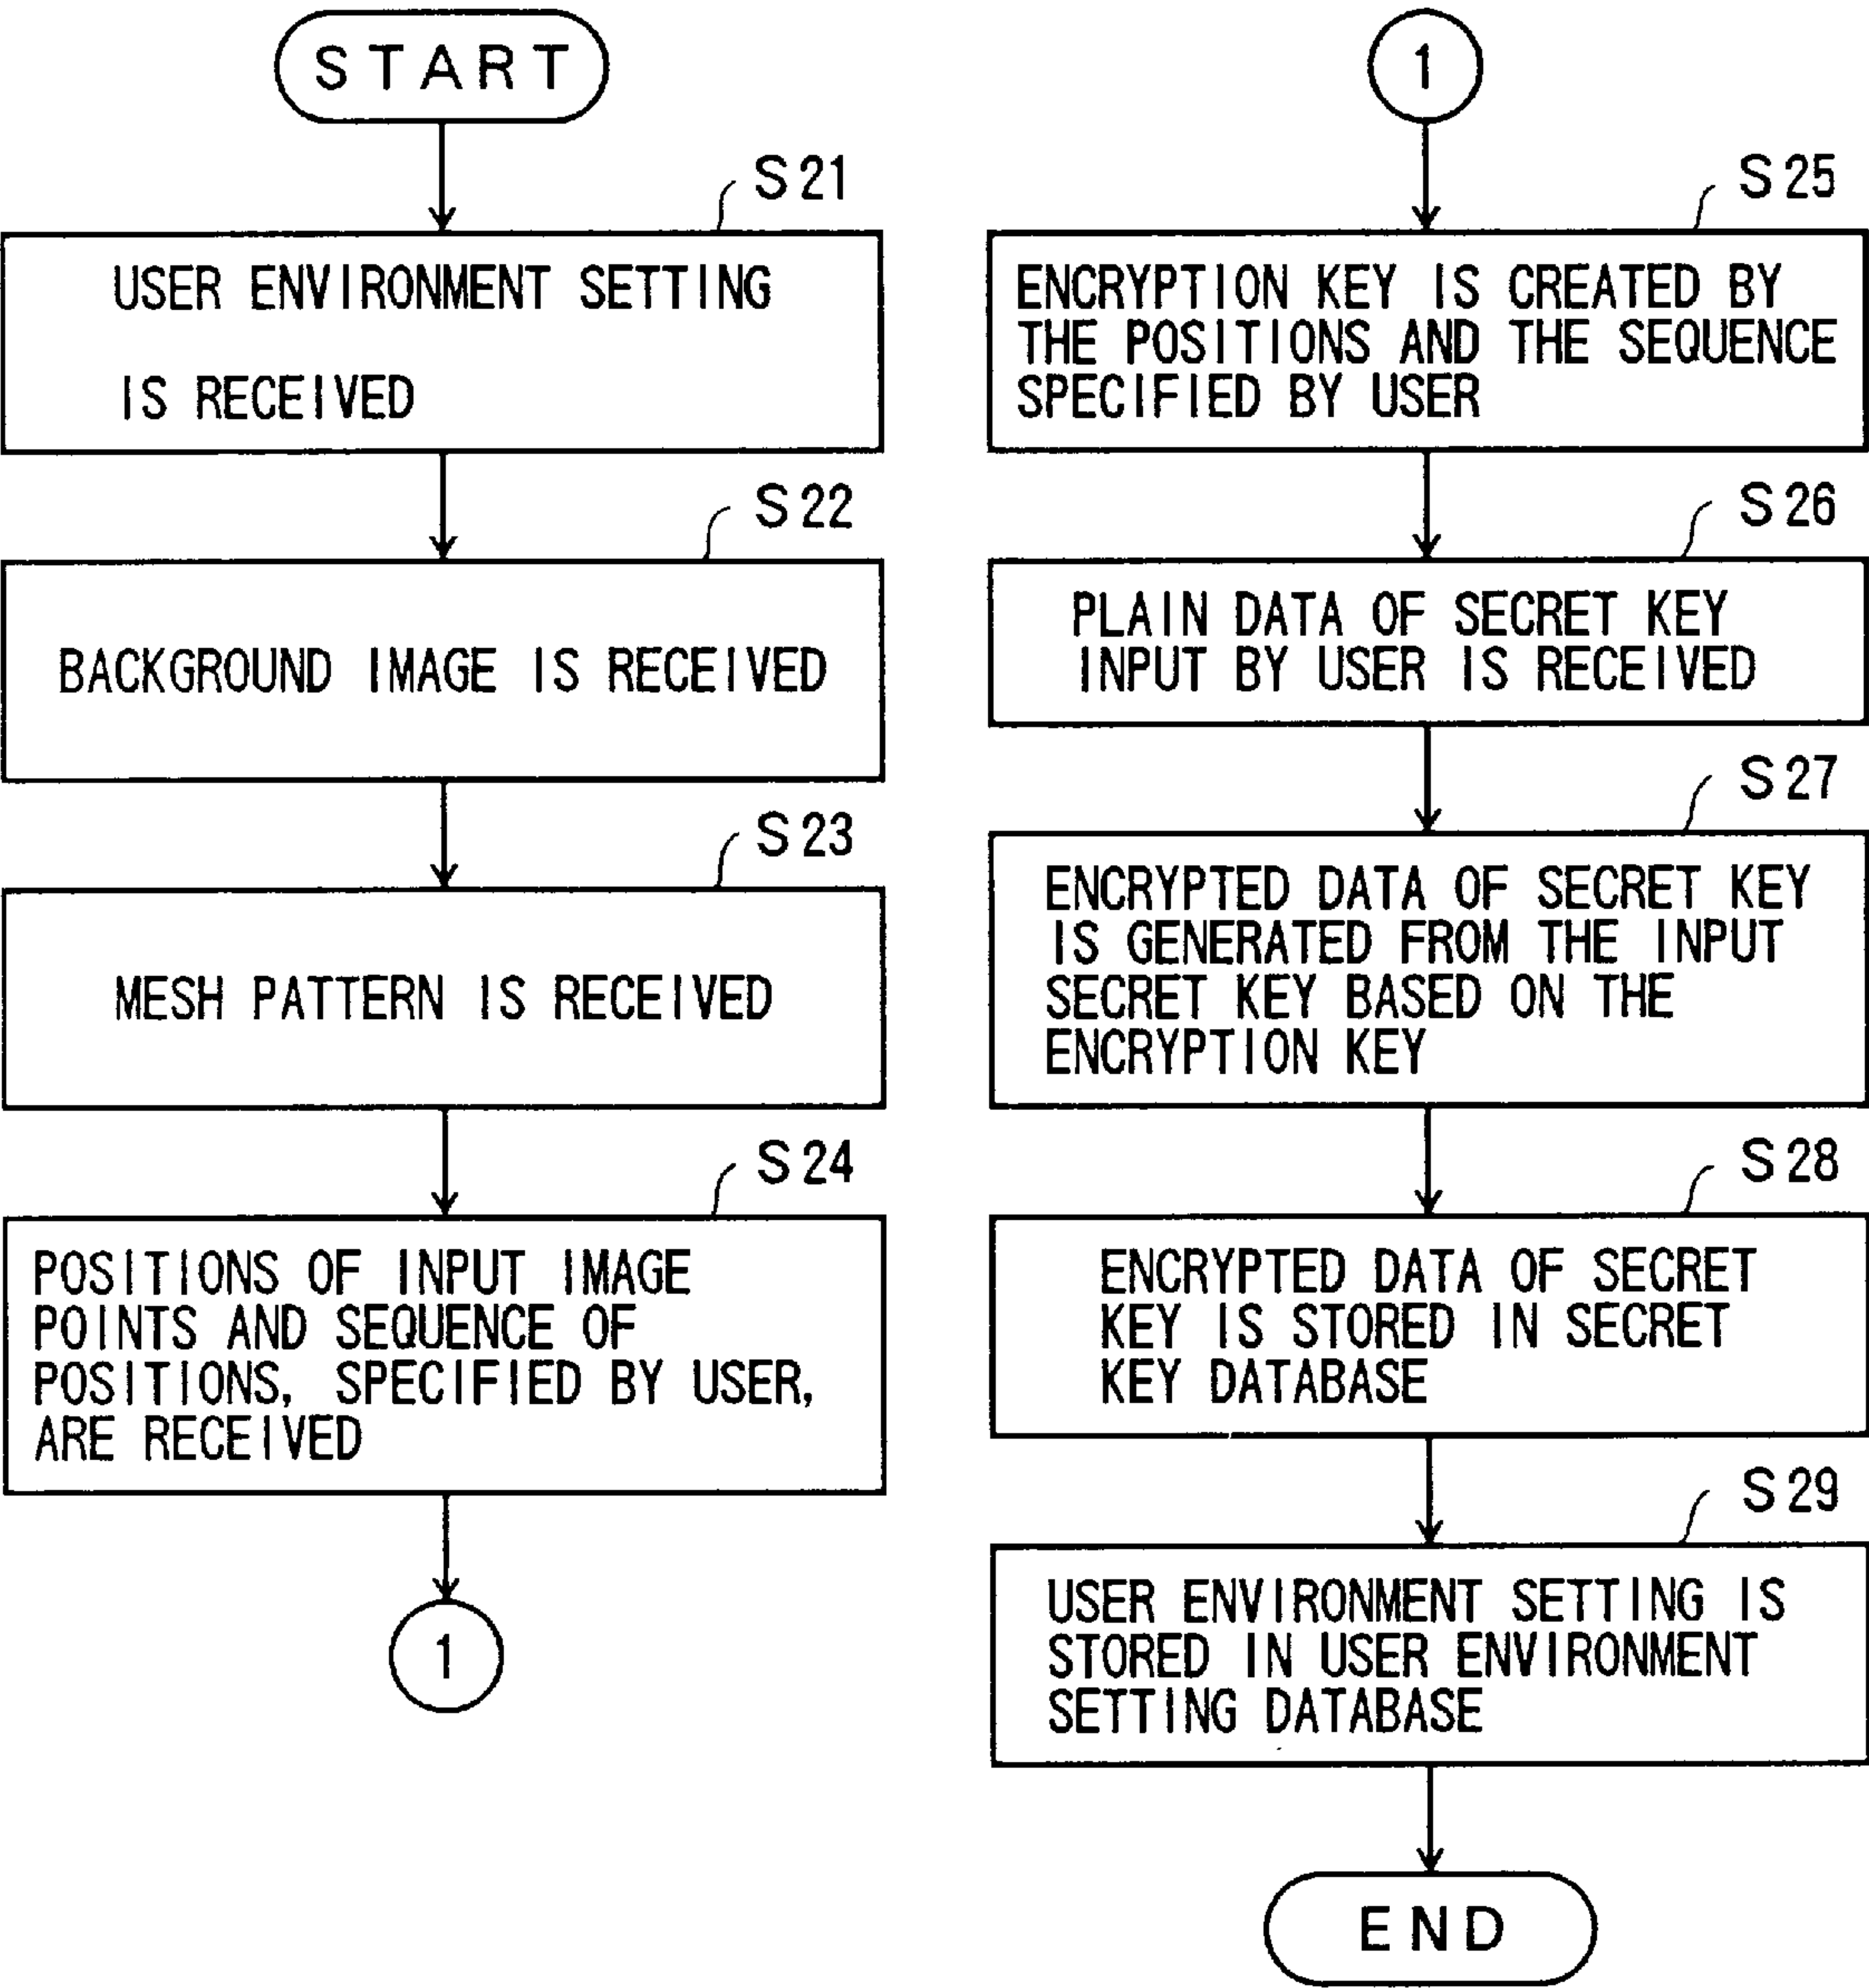 START
S21
USER ENVIRONMENT SETTING
IS RECEIVED
S22
BACKGROUND IMAGE IS RECEIVED
S23
MESH PATTERN IS RECEIVED
S24
POSITIONS OF INPUT IMAGE
POINTS AND SEQUENCE OF
POSITIONS, SPECIFIED BY USER,
ARE RECEIVED
1
1
S25
ENCRYPTION KEY IS CREATED BY
THE POSITIONS AND THE SEQUENCE
SPECIFIED BY USER
S26
PLAIN DATA OF SECRET KEY
INPUT BY USER IS RECEIVED
S27
ENCRYPTED DATA OF SECRET KEY
IS GENERATED FROM THE INPUT
SECRET KEY BASED ON THE
ENCRYPTION KEY
S28
ENCRYPTED DATA OF SECRET
KEY IS STORED IN SECRET
KEY DATABASE
S29
USER ENVIRONMENT SETTING IS
STORED IN USER ENVIRONMENT
SETTING DATABASE
END